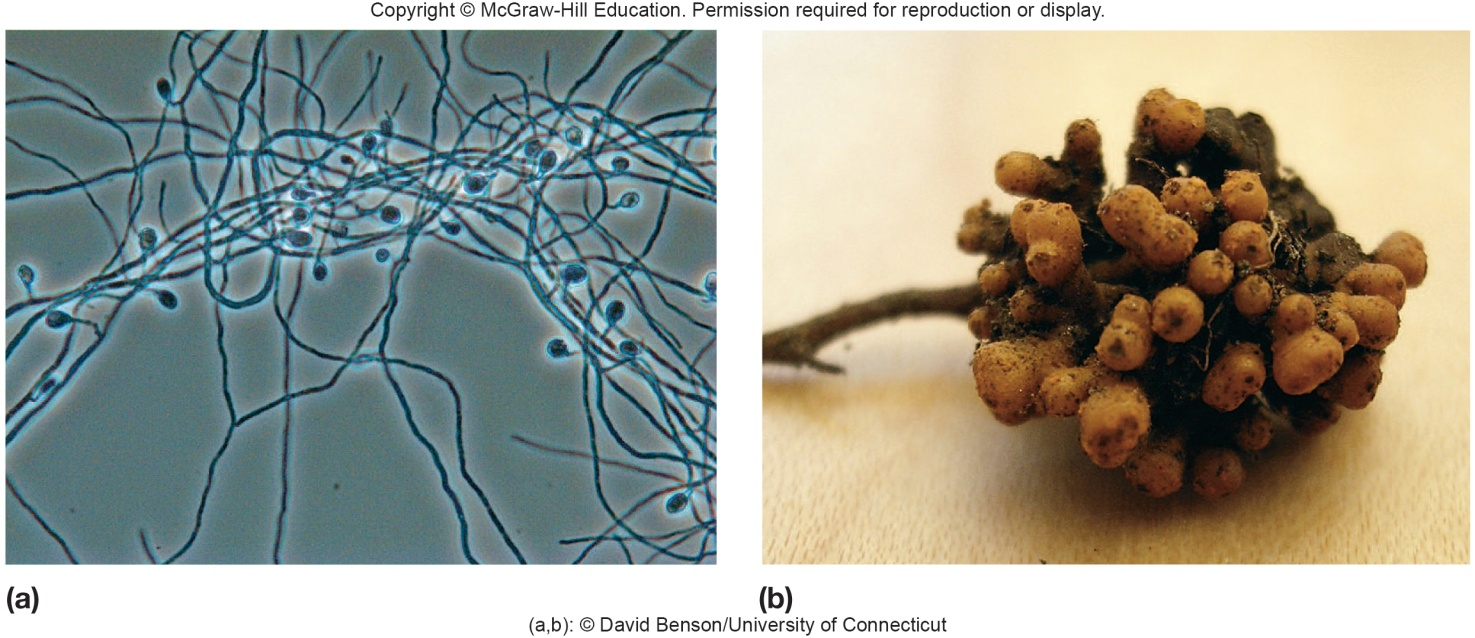 Copyright © McGraw-Hill Education. Permission required for reproduction or display.
(a)
(b)
(a,b): © David Benson/University of Connecticut